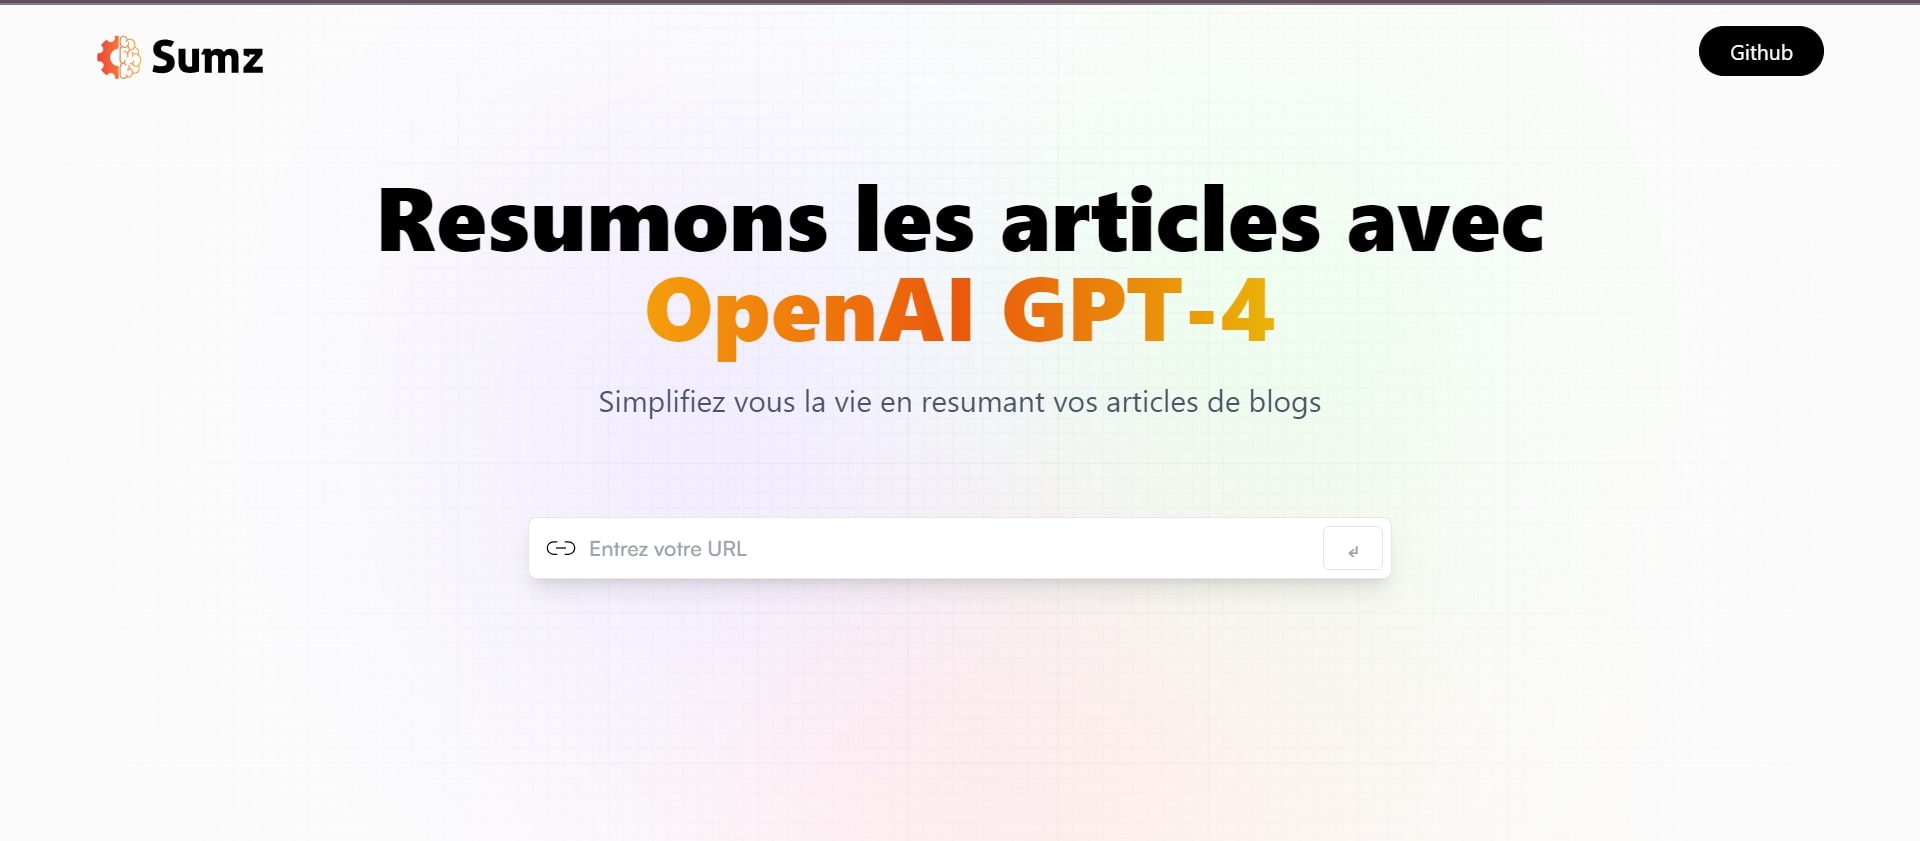 Sumz
Github
Resumons les articles avec
OpenAI GPT-4
Simplifiez vous la vie en resumant vos articles de blogs
Entrez votre URL
↲